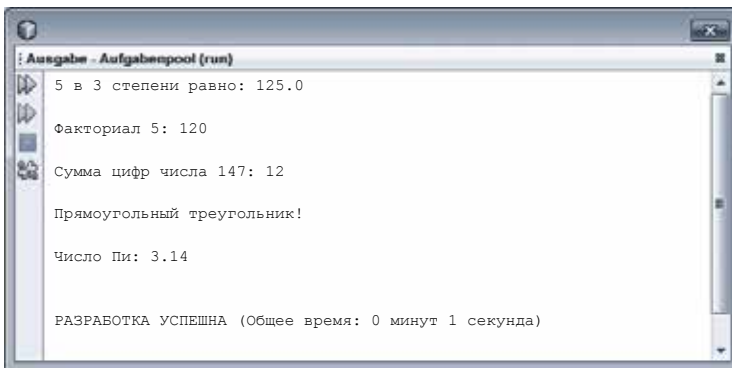 Ausgabe - Aufgabenpool (run)
5 в 3 степени равно: 125.0
Факториал 5: 120
Сумма цифр числа 147: 12
Прямоугольный треугольник!
Число Пи: 3.14
РАЗРАБОТКА УСПЕШНА (Общее время: 0 минут 1 секунда)